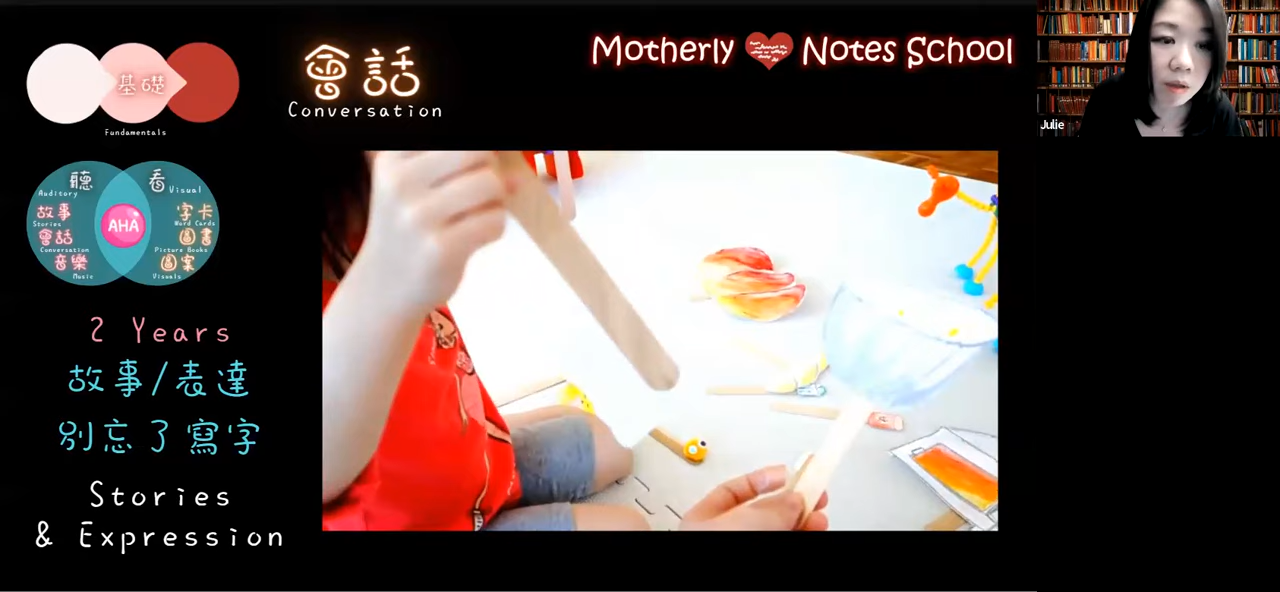 基礎
Fundamentals
會話
Conversation
Motherly Notes School
Julie
聽
Auditory
看
Visual
故事
Stories
會話
Conversation
音樂
Music
AHA
字卡
Word Cards
圖書
Picture Books
圖案
Visuals
2 Years
故事/表達
別忘了寫字
Stories
& Expression